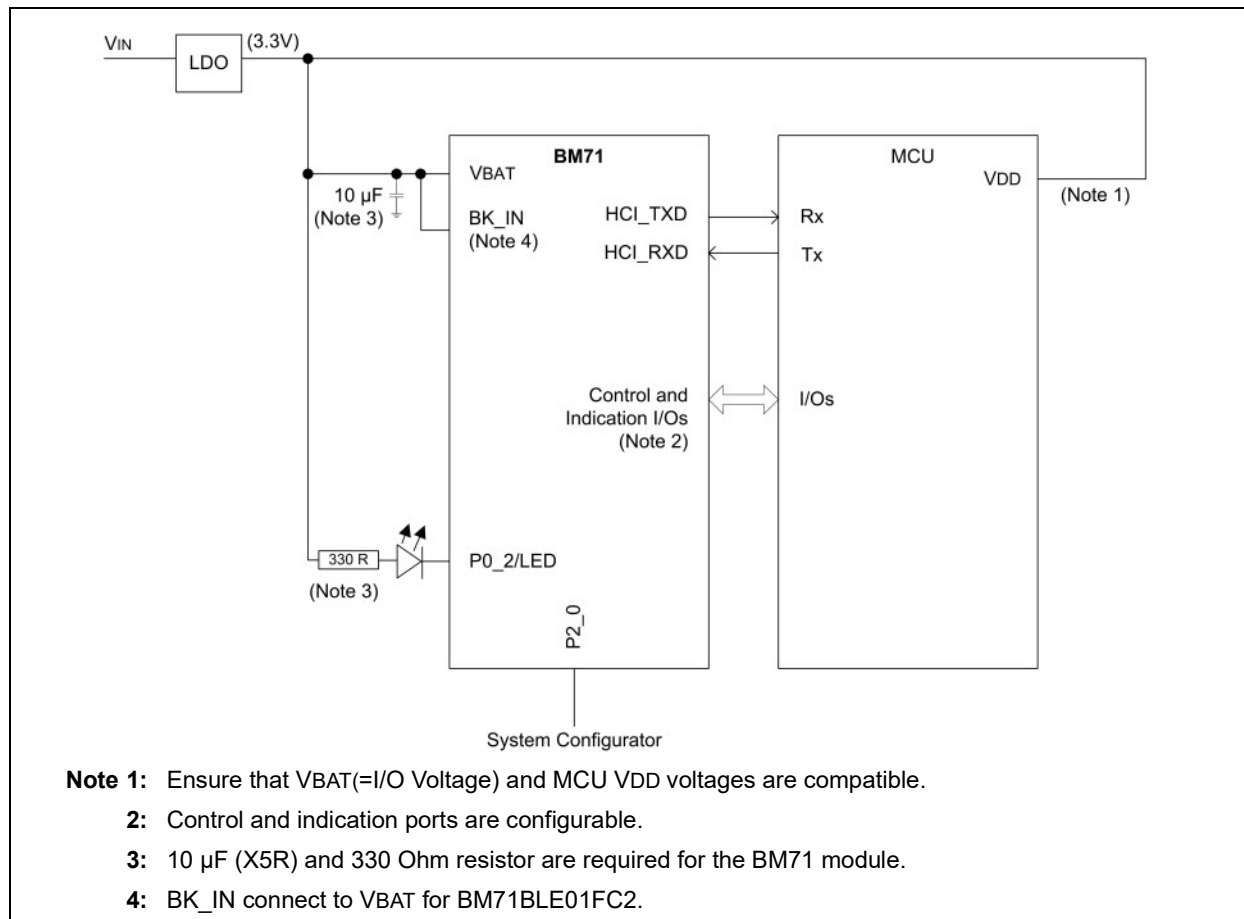 VIN
LDO
(3.3V)
BM71
MCU
VBAT
VDD
10 µF
(Note 3)
(Note 1)
BK_IN
(Note 4)
HCI_TXD
Rx
HCI_RXD
Tx
Control and
Indication I/Os
(Note 2)
I/Os
330 R
(Note 3)
P0_2/LED
P2_0
System Configurator
Note 1: Ensure that VBAT(=I/O Voltage) and MCU VDD voltages are compatible.
2: Control and indication ports are configurable.
3: 10 µF (X5R) and 330 Ohm resistor are required for the BM71 module.
4: BK_IN connect to VBAT for BM71BLE01FC2.